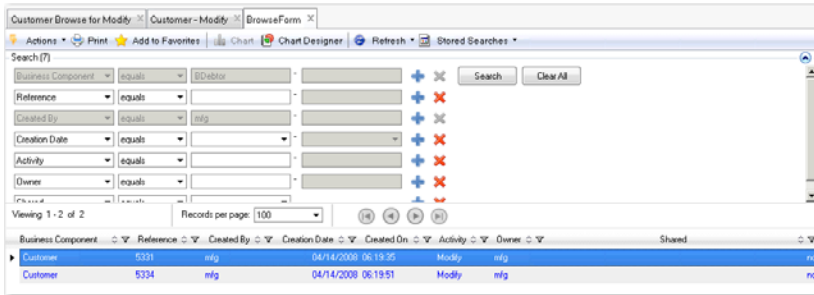 Customer Browse for Modify Customer - Modify BrowseForm
Actions Print Add to Favorites Chart Chart Designer Refresh Stored Searches
Search (7)
Business Component equals BDebtor - Search Clear All
Reference equals -
Created By equals mfg -
Creation Date equals -
Activity equals -
Owner equals -
Shared equals
Viewing 1 - 2 of 2 Records per page: 100
Business Component Reference Created By Creation Date Created On Activity Owner Shared
Customer 5331 mfg 04/14/2008 06:19:35 Modify mfg
Customer 5334 mfg 04/14/2008 06:19:51 Modify mfg